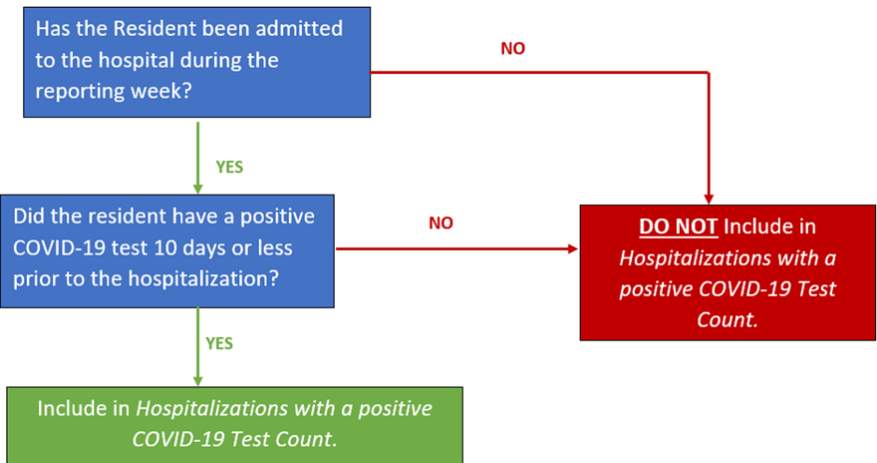 Has the Resident been admitted
to the hospital during the
reporting week?
NO
YES
Did the resident have a positive
COVID-19 test 10 days or less
prior to the hospitalization?
NO
DO NOT Include in
Hospitalizations with a
positive COVID-19 Test
Count.
YES
Include in Hospitalizations with a positive
COVID-19 Test Count.